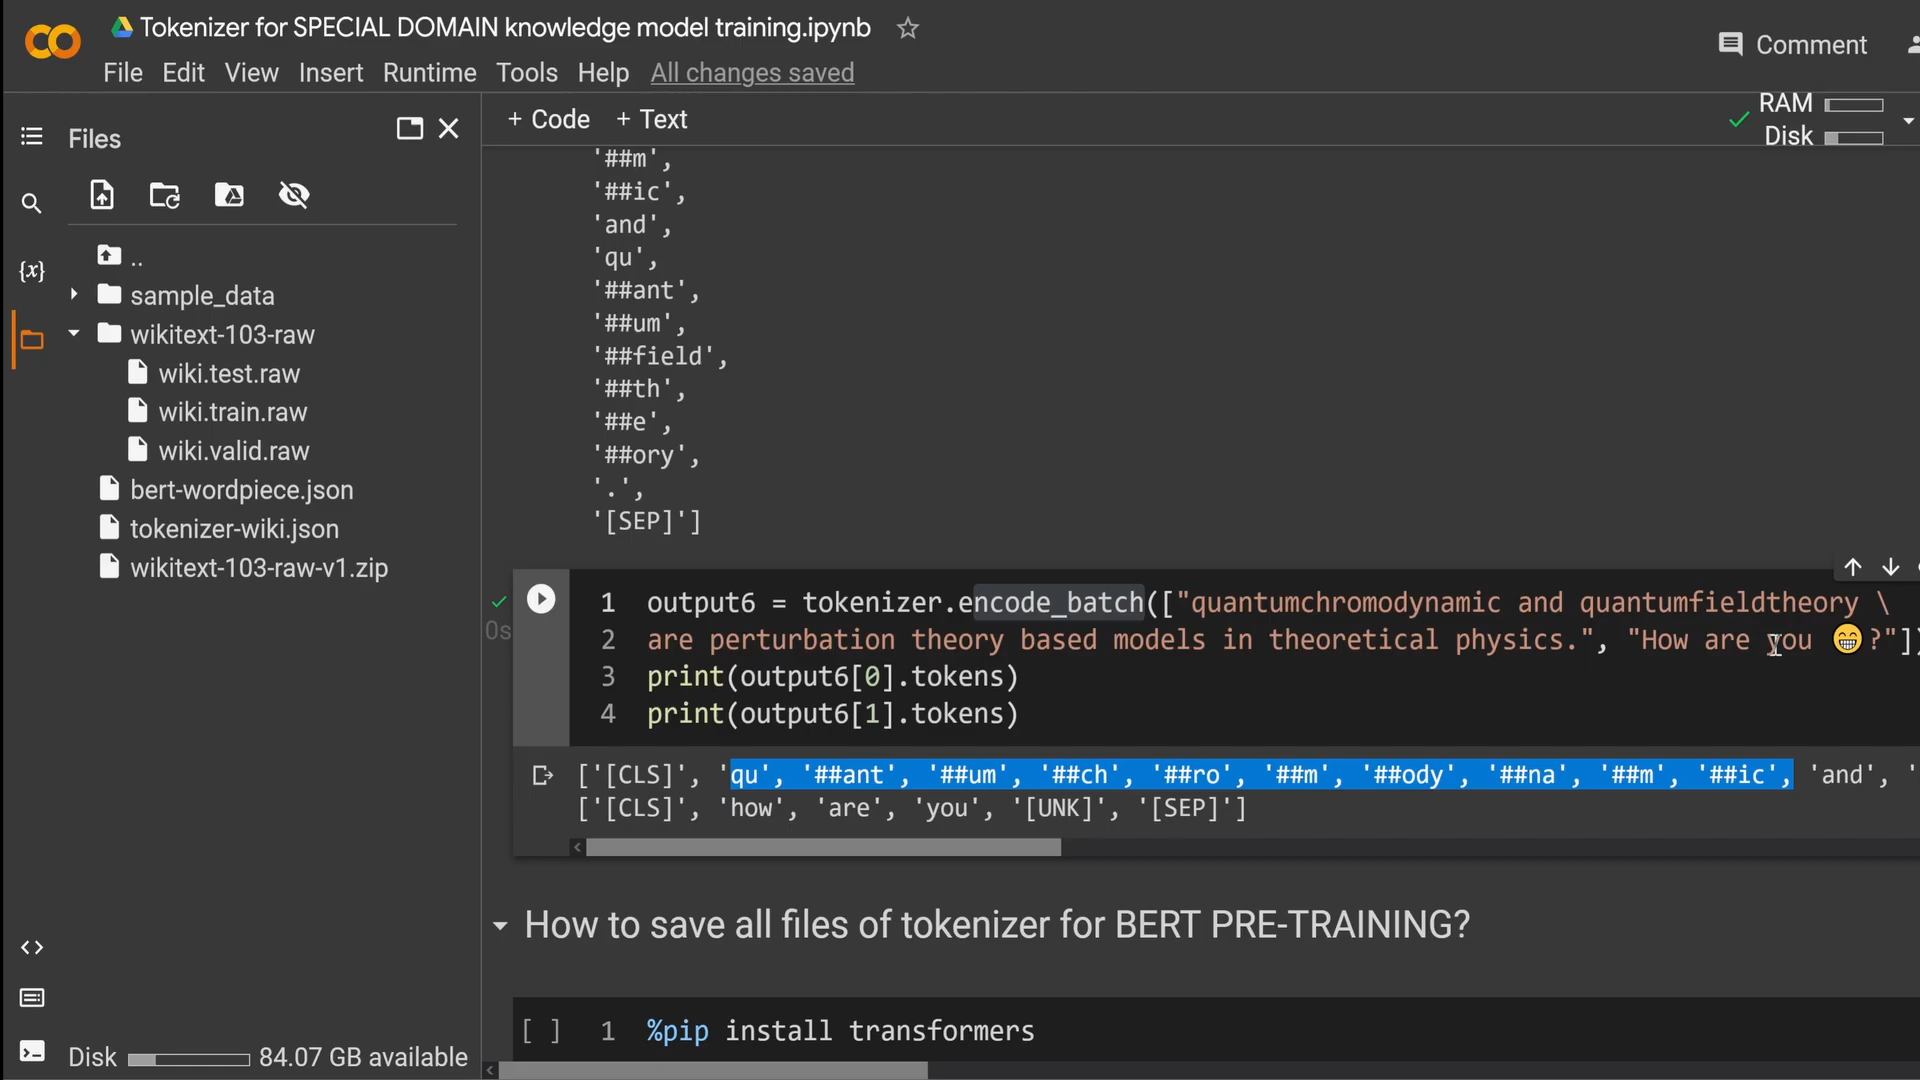 Tokenizer for SPECIAL DOMAIN knowledge model training.ipynb
File Edit View Insert Runtime Tools Help All changes saved
Comment
Files
+ Code + Text
RAM
Disk
{x}
..
sample_data
wikitext-103-raw
wiki.test.raw
wiki.train.raw
wiki.valid.raw
bert-wordpiece.json
tokenizer-wiki.json
wikitext-103-raw-v1.zip
Disk 84.07 GB available
'##m',
'##ic',
'and',
'qu',
'##ant',
'##um',
'##field',
'##th',
'##e',
'##ory',
'.',
'[SEP]']
0s
1 output6 = tokenizer.encode_batch(["quantumchromodynamic and quantumfieldtheory \
2 are perturbation theory based models in theoretical physics.", "How are you 😁?"])
3 print(output6[0].tokens)
4 print(output6[1].tokens)
['[CLS]', 'qu', '##ant', '##um', '##ch', '##ro', '##m', '##ody', '##na', '##m', '##ic', 'and', '
['[CLS]', 'how', 'are', 'you', '[UNK]', '[SEP]']
How to save all files of tokenizer for BERT PRE-TRAINING?
[ ] 1 %pip install transformers